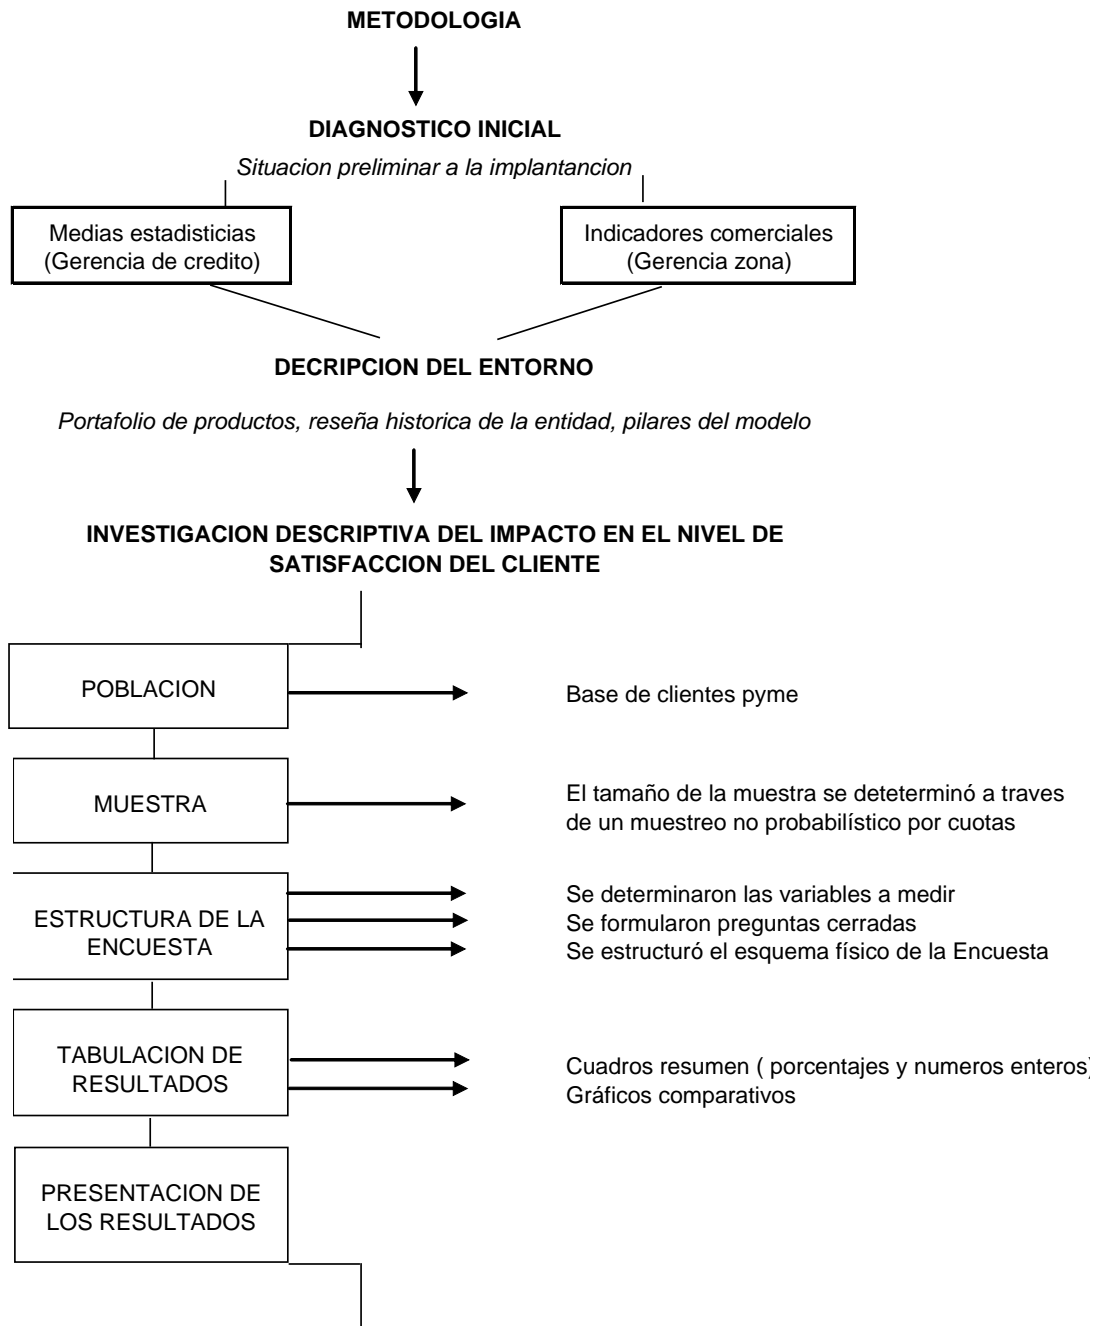 METODOLOGIA
DIAGNOSTICO INICIAL
Situacion preliminar a la implantancion
Medias estadisticias
(Gerencia de credito)
Indicadores comerciales
(Gerencia zona)
DECRIPCION DEL ENTORNO
Portafolio de productos, reseña historica de la entidad, pilares del modelo
INVESTIGACION DESCRIPTIVA DEL IMPACTO EN EL NIVEL DE
SATISFACCION DEL CLIENTE
POBLACION
Base de clientes pyme
MUESTRA
El tamaño de la muestra se deteterminó a traves
de un muestreo no probabilístico por cuotas
ESTRUCTURA DE LA
ENCUESTA
Se determinaron las variables a medir
Se formularon preguntas cerradas
Se estructuró el esquema físico de la Encuesta
TABULACION DE
RESULTADOS
Cuadros resumen ( porcentajes y numeros enteros)
Gráficos comparativos
PRESENTACION DE
LOS RESULTADOS